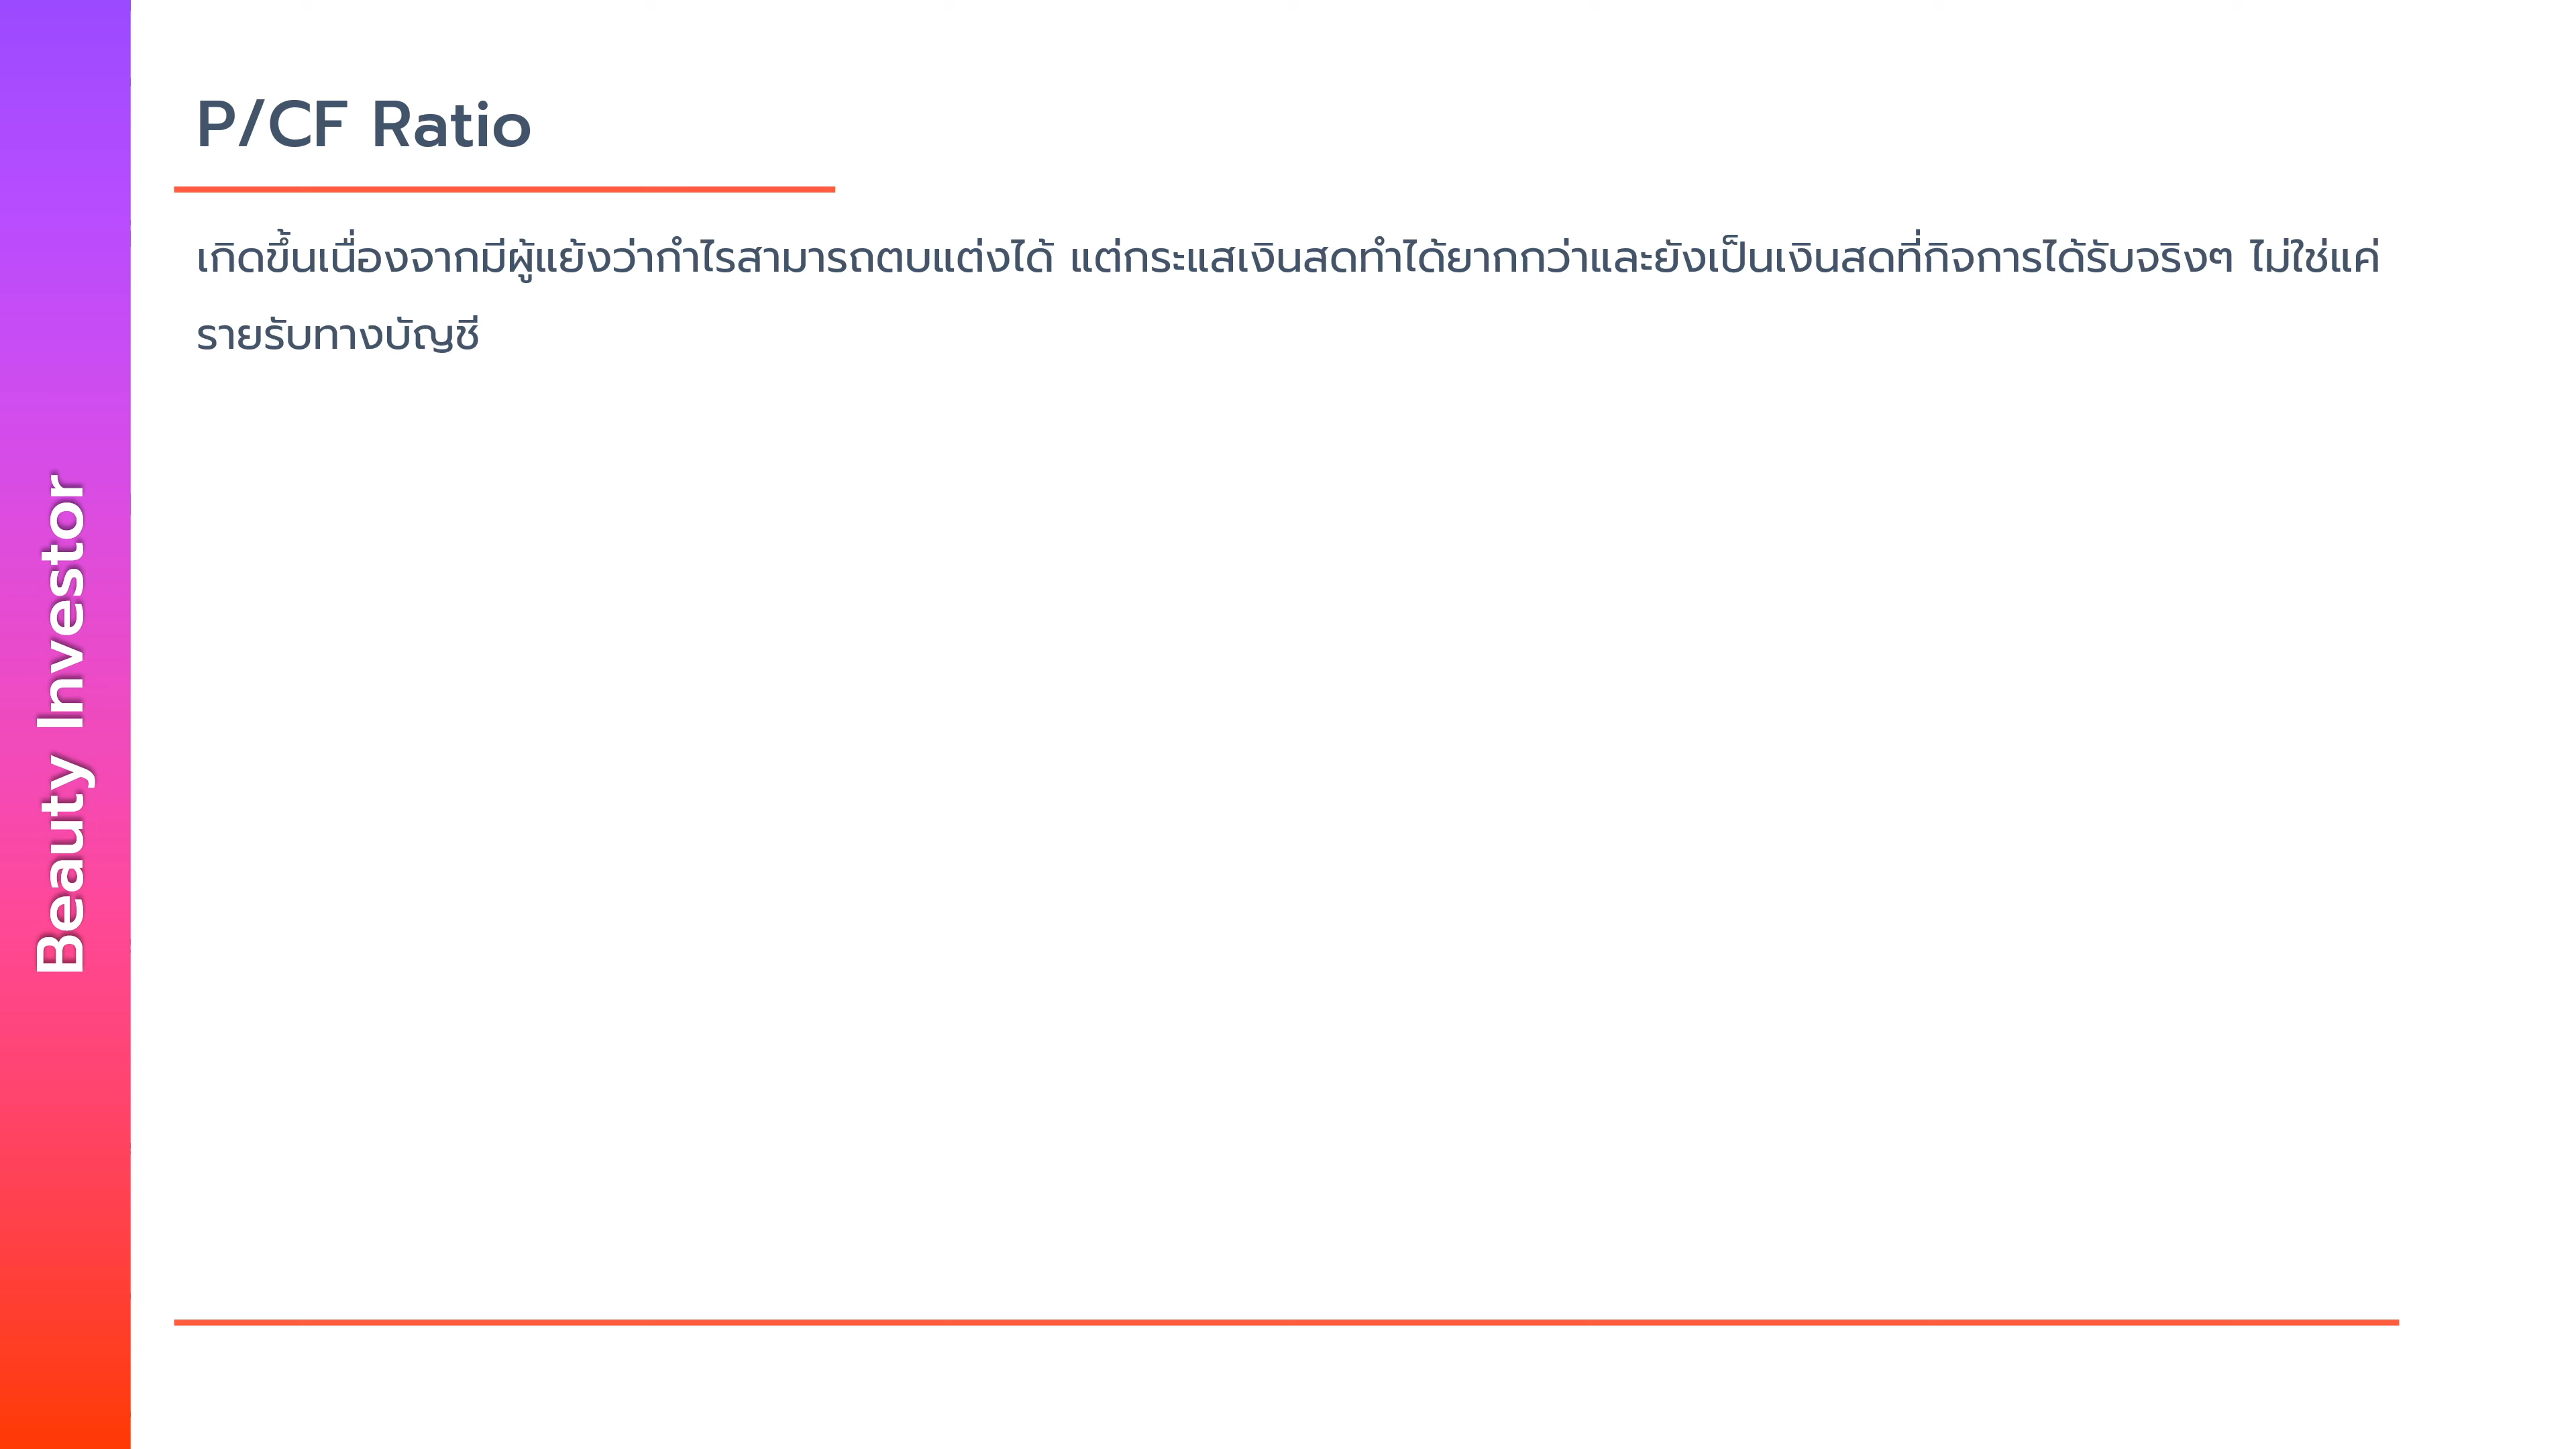 P/CF Ratio
เกิดขึ้นเนื่องจากมีผู้แย้งว่ากำไรสามารถตบแต่งได้ แต่กระแสเงินสดทำได้ยากกว่าและยังเป็นเงินสดที่กิจการได้รับจริงๆ ไม่ใช่แค่
รายรับทางบัญชี
Beauty Investor